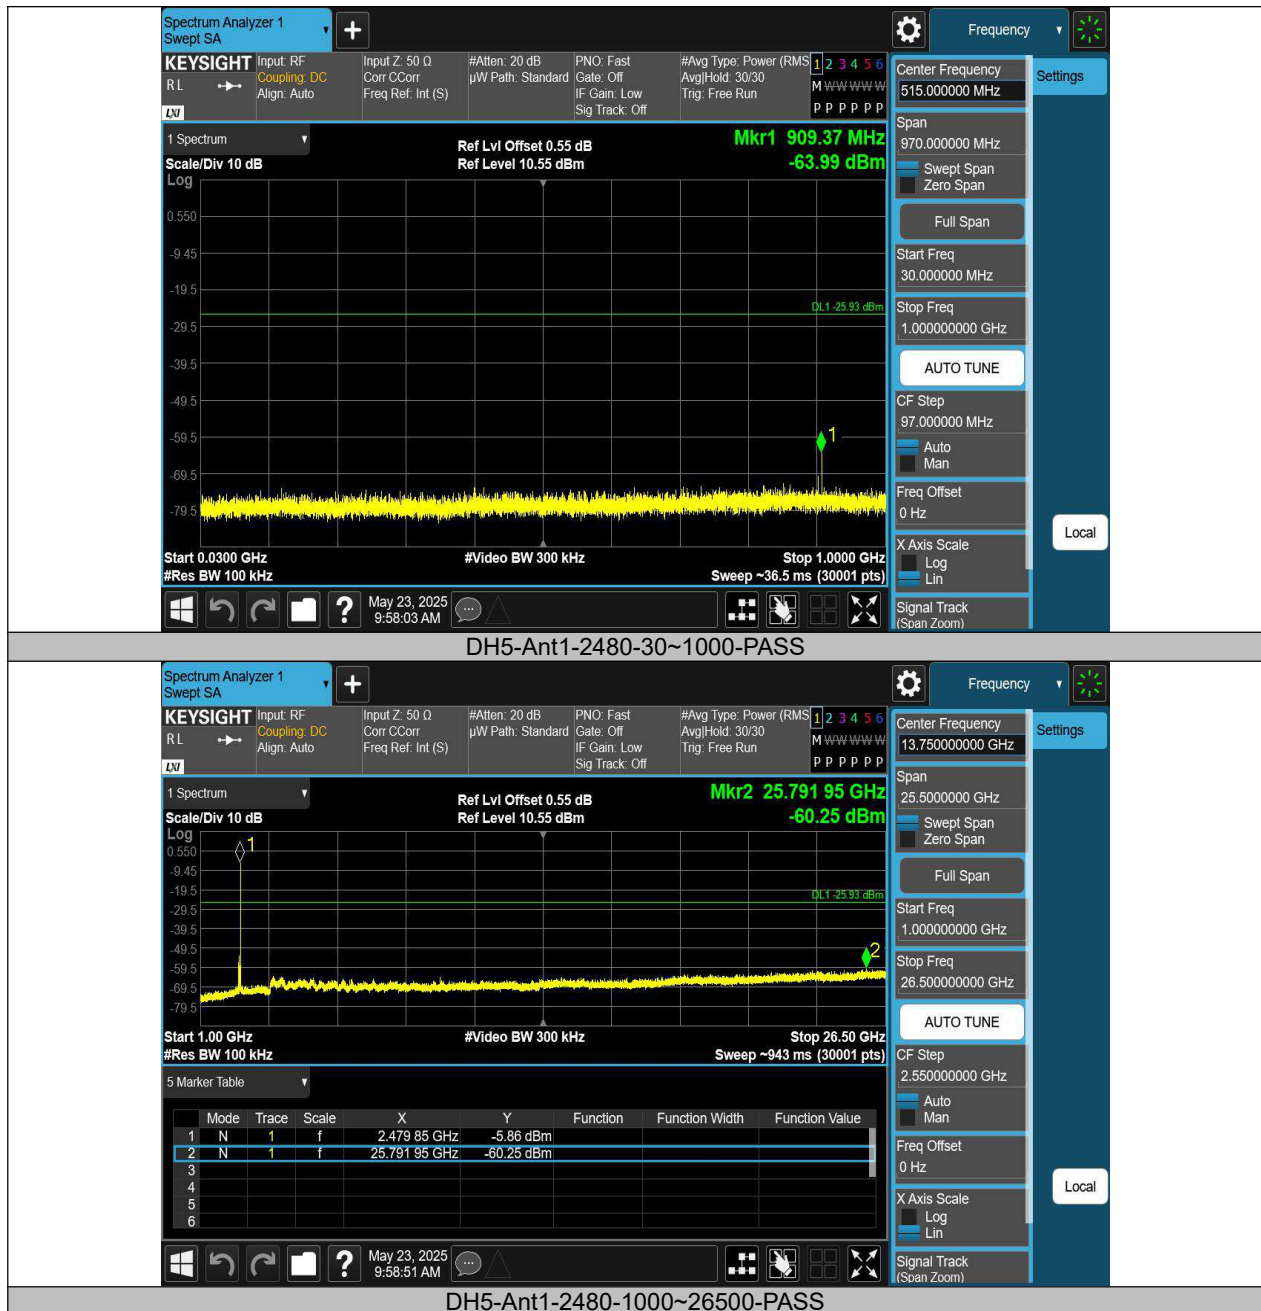 Spectrum Analyzer 1
Swept SA
Frequency
KEYSIGHT
R L
LXI
Input: RF
Coupling: DC
Align: Auto
Input Z: 50 Ω
Corr CCorr
Freq Ref: Int (S)
#Atten: 20 dB
µW Path: Standard
PNO: Fast
Gate: Off
IF Gain: Low
Sig Track: Off
#Avg Type: Power (RMS
Avg|Hold: 30/30
Trig: Free Run
1 2 3 4 5 6
M W W W W W
P P P P P P
1 Spectrum
Scale/Div 10 dB
Log
Ref Lvl Offset 0.55 dB
Ref Level 10.55 dBm
Mkr1 909.37 MHz
-63.99 dBm
0.550
-9.45
-19.5
-29.5
-39.5
-49.5
-59.5
-69.5
-79.5
DL1 -25.93 dBm
1
Start 0.0300 GHz
#Video BW 300 kHz
Stop 1.0000 GHz
#Res BW 100 kHz
Sweep ~36.5 ms (30001 pts)
May 23, 2025
9:58:03 AM
Center Frequency
515.000000 MHz
Settings
Span
970.000000 MHz
Swept Span
Zero Span
Full Span
Start Freq
30.000000 MHz
Stop Freq
1.000000000 GHz
AUTO TUNE
CF Step
97.000000 MHz
Auto
Man
Freq Offset
0 Hz
X Axis Scale
Log
Lin
Signal Track
(Span Zoom)
Local
DH5-Ant1-2480-30~1000-PASS
Spectrum Analyzer 1
Swept SA
Frequency
KEYSIGHT
R L
LXI
Input: RF
Coupling: DC
Align: Auto
Input Z: 50 Ω
Corr CCorr
Freq Ref: Int (S)
#Atten: 20 dB
µW Path: Standard
PNO: Fast
Gate: Off
IF Gain: Low
Sig Track: Off
#Avg Type: Power (RMS
Avg|Hold: 30/30
Trig: Free Run
1 2 3 4 5 6
M W W W W W
P P P P P P
1 Spectrum
Scale/Div 10 dB
Log
Ref Lvl Offset 0.55 dB
Ref Level 10.55 dBm
Mkr2 25.791 95 GHz
-60.25 dBm
0.550
-9.45
-19.5
-29.5
-39.5
-49.5
-59.5
-69.5
-79.5
1
DL1 -25.93 dBm
2
Start 1.00 GHz
#Video BW 300 kHz
Stop 26.50 GHz
#Res BW 100 kHz
Sweep ~943 ms (30001 pts)
5 Marker Table
Mode Trace Scale X Y Function Function Width Function Value
1 N 1 f 2.479 85 GHz -5.86 dBm
2 N 1 f 25.791 95 GHz -60.25 dBm
3
4
5
6
May 23, 2025
9:58:51 AM
Center Frequency
13.750000000 GHz
Settings
Span
25.5000000 GHz
Swept Span
Zero Span
Full Span
Start Freq
1.000000000 GHz
Stop Freq
26.500000000 GHz
AUTO TUNE
CF Step
2.550000000 GHz
Auto
Man
Freq Offset
0 Hz
X Axis Scale
Log
Lin
Signal Track
(Span Zoom)
Local
DH5-Ant1-2480-1000~26500-PASS